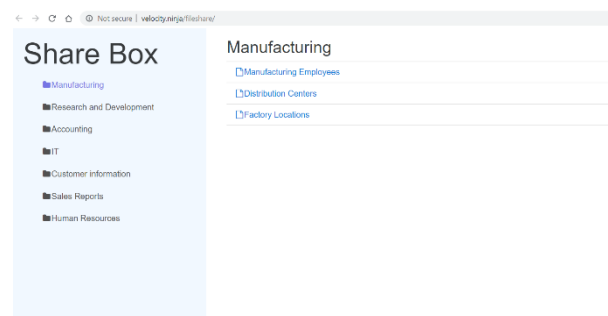 Not secure | velocity.ninja/fileshare/
Share Box
Manufacturing
Research and Development
Accounting
IT
Customer information
Sales Reports
Human Resources
Manufacturing
Manufacturing Employees
Distribution Centers
Factory Locations